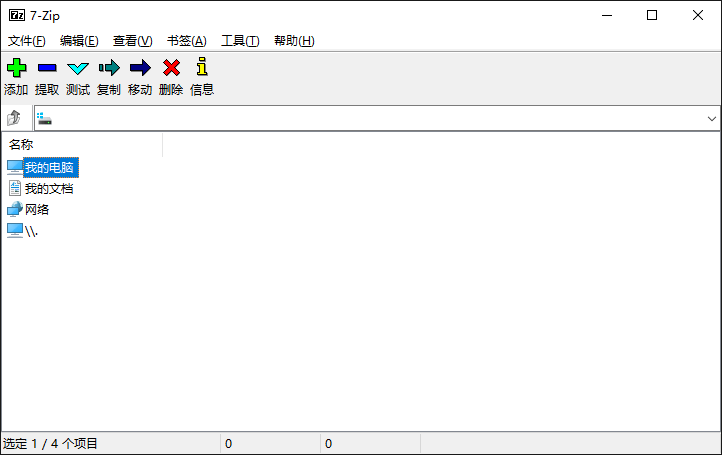 7-Zip
文件(F) 编辑(E) 查看(V) 书签(A) 工具(T) 帮助(H)
添加 提取 测试 复制 移动 删除 信息
名称
我的电脑
我的文档
网络
\\.
选定 1 / 4 个项目 0 0